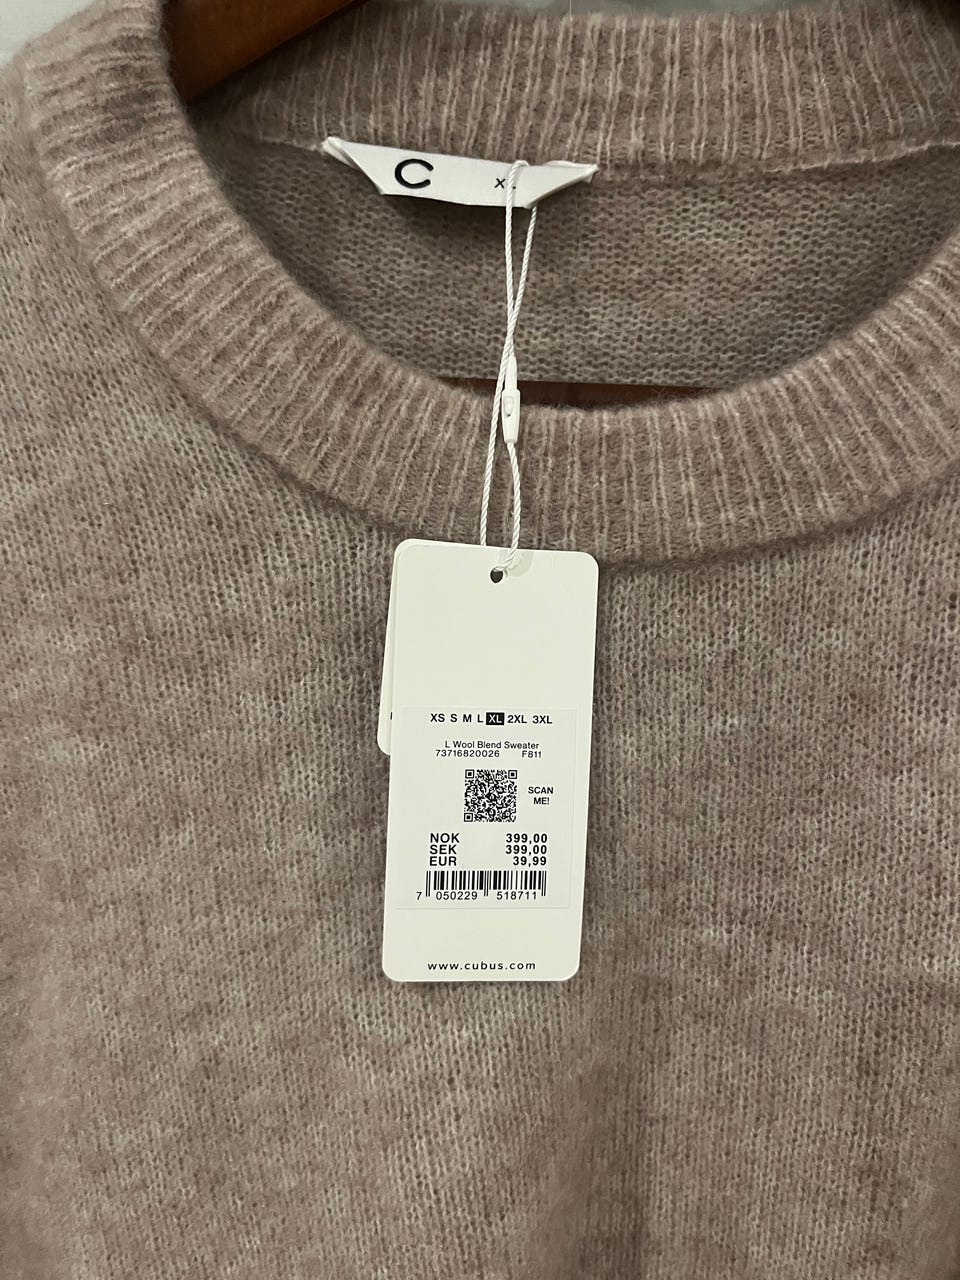 C
XS S M L XL 2XL 3XL
L Wool Blend Sweater
73716820026 F811
SCAN
ME!
NOK 399,00
SEK 399,00
EUR 39,99
7 050229 518711
www.cubus.com